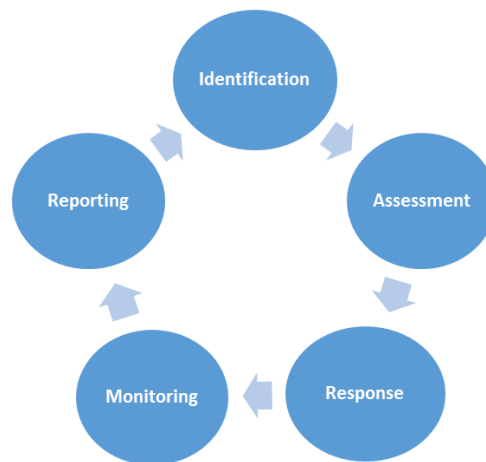 Identification
Assessment
Response
Monitoring
Reporting